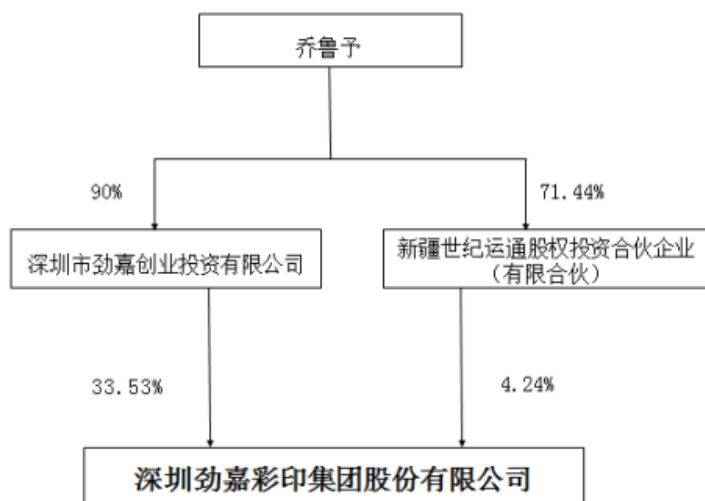 乔鲁予
90%
71.44%
深圳市劲嘉创业投资有限公司
新疆世纪运通股权投资合伙企业
（有限合伙）
33.53%
4.24%
深圳劲嘉彩印集团股份有限公司